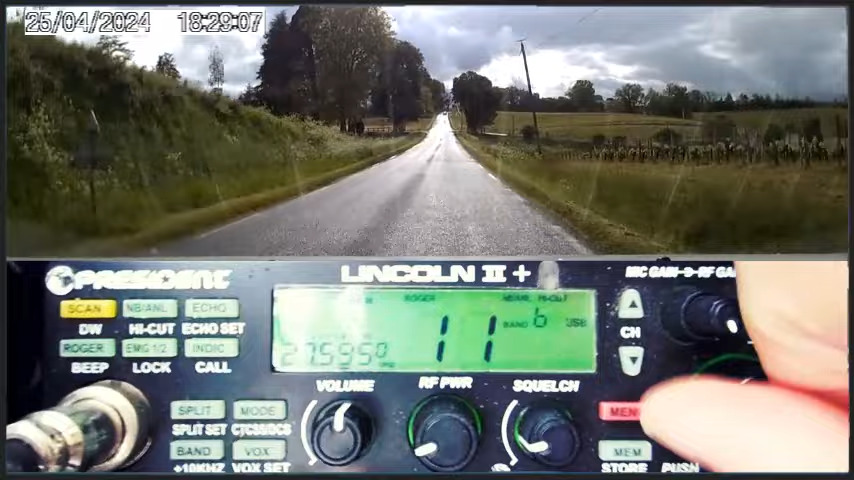 25/04/2024 18:29:07
PRESIDENT
LINCOLN II +
MIC GAIN-9-RF GA
SCAN NB/ANL ECHO
DW HI-CUT ECHO SET
ROGER EMG 1/2 INDIC
BEEP LOCK CALL
ROGER NB/ANL HI-CUT
27.5950 11 BAND b USB
CH
VOLUME RF PWR SQUELCH
SPLIT MODE
SPLIT SET CTCSS/DCS
BAND VOX
+10KHZ VOX SET
MEN
MEM
STORE PUSH